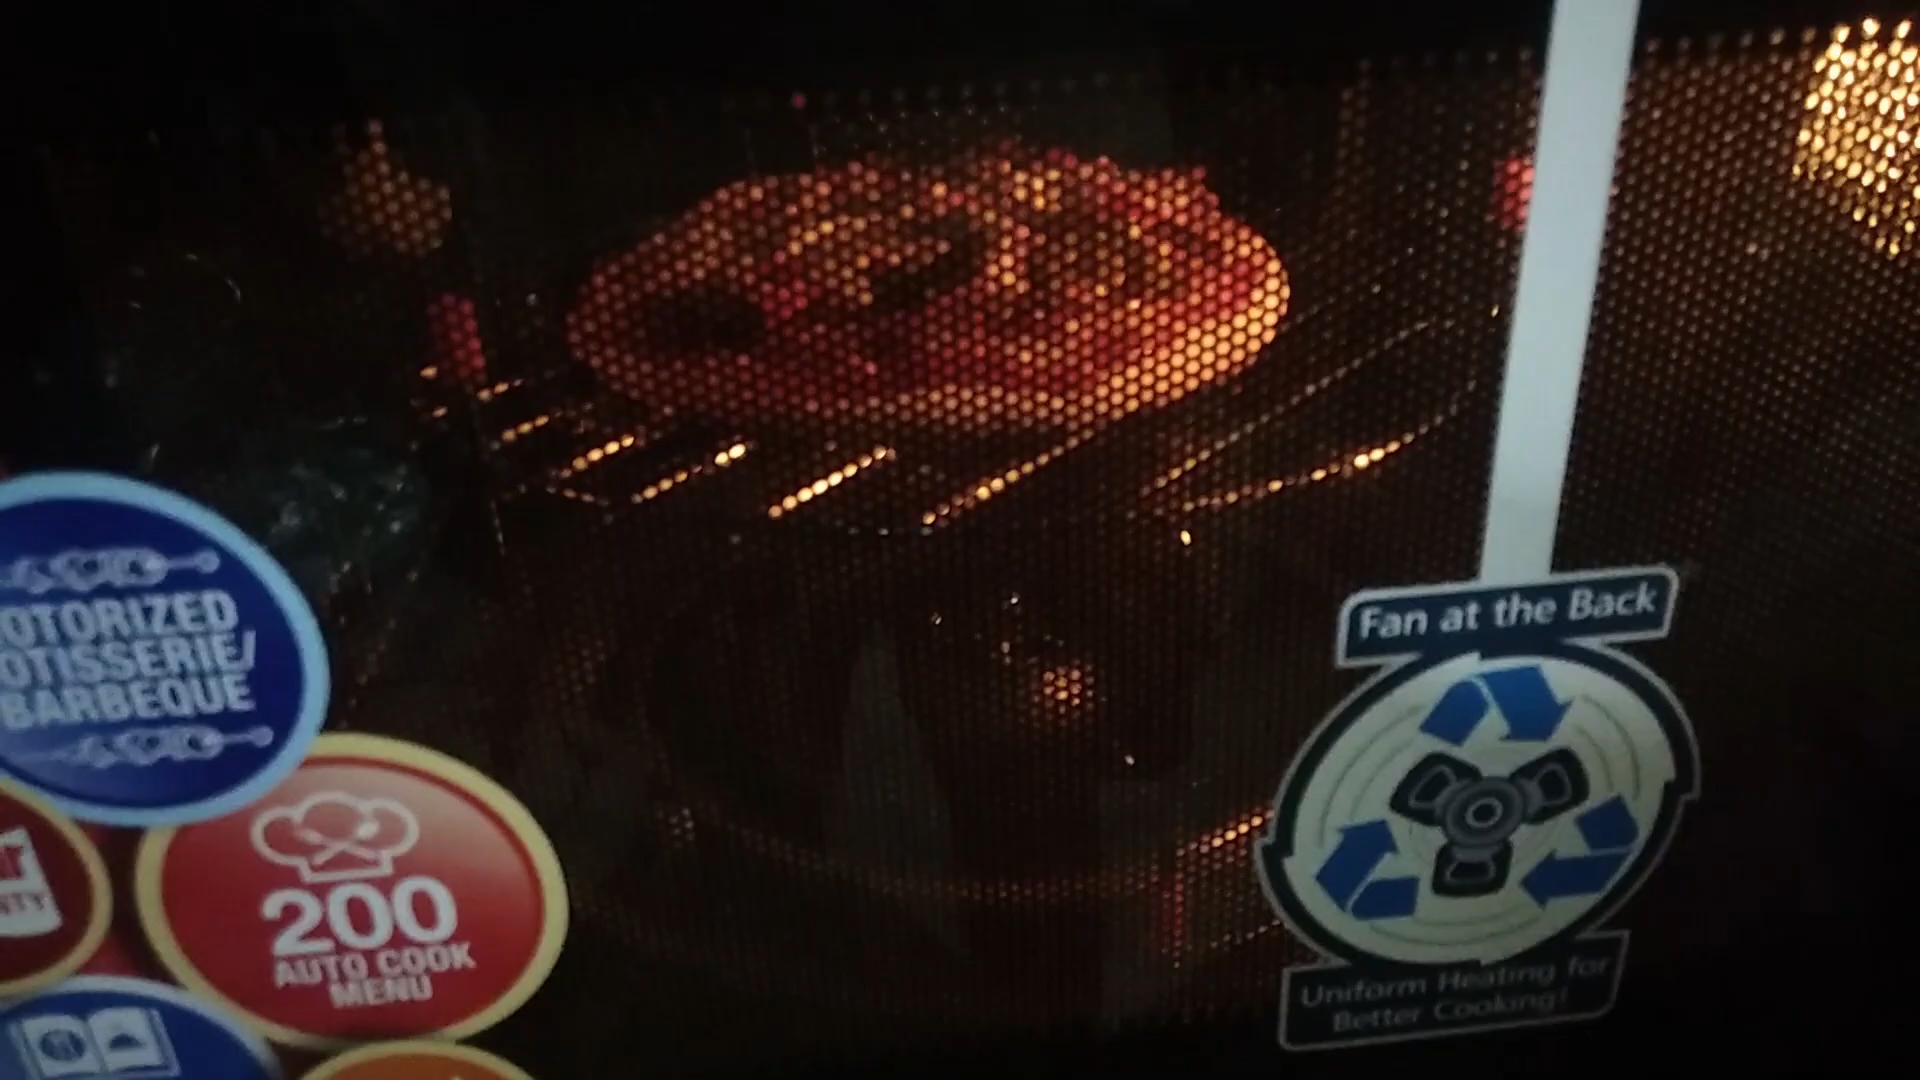 OTORIZED
OTISSERIE/
BARBEQUE
200
AUTO COOK
MENU
Fan at the Back
Uniform Heating for
Better Cooking!